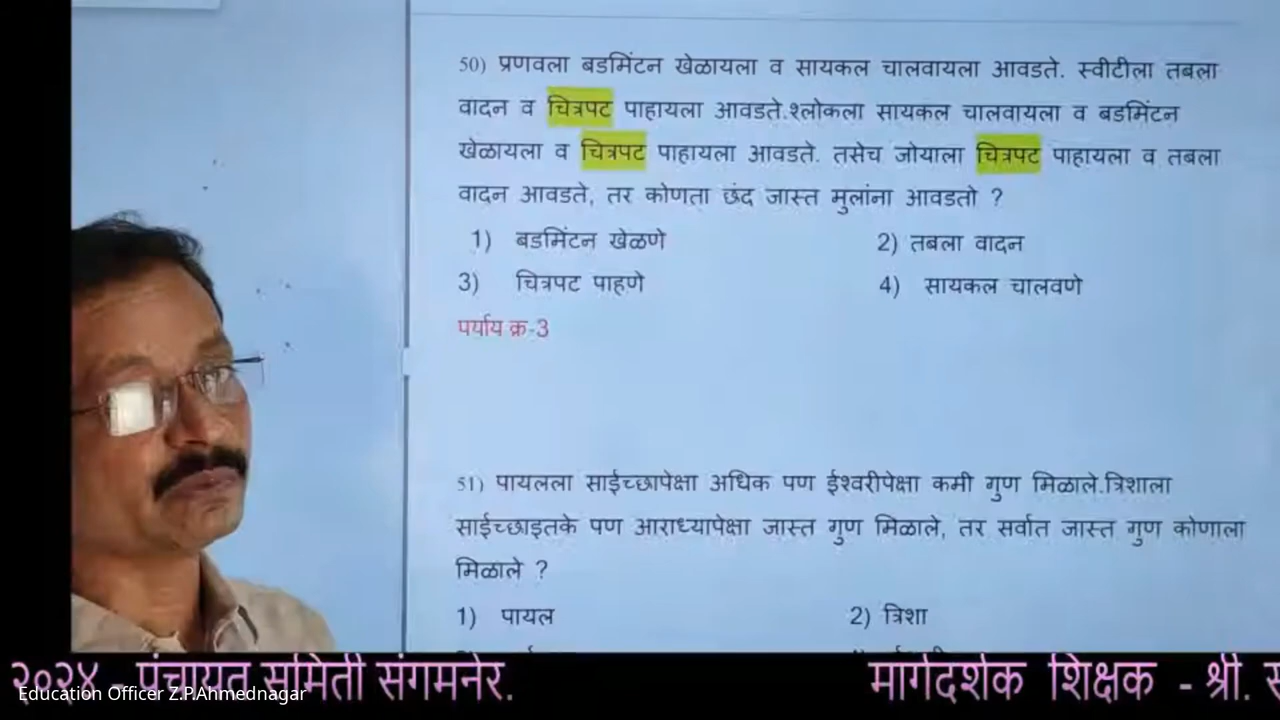 50) प्रणवला बडमिंटन खेळायला व सायकल चालवायला आवडते. स्वीटीला तबला
वादन व चित्रपट पाहायला आवडते.श्लोकला सायकल चालवायला व बडमिंटन
खेळायला व चित्रपट पाहायला आवडते. तसेच जोयाला चित्रपट पाहायला व तबला
वादन आवडते, तर कोणता छंद जास्त मुलांना आवडतो ?
1) बडमिंटन खेळणे 2) तबला वादन
3) चित्रपट पाहणे 4) सायकल चालवणे
पर्याय क्र-3
51) पायलला साईच्छापेक्षा अधिक पण ईश्वरीपेक्षा कमी गुण मिळाले.त्रिशाला
साईच्छाइतके पण आराध्यापेक्षा जास्त गुण मिळाले, तर सर्वात जास्त गुण कोणाला
मिळाले ?
1) पायल 2) त्रिशा
२०२४ - पंचायत समिती संगमनेर. मार्गदर्शक शिक्षक - श्री.
Education Officer Z.P.Ahmednagar